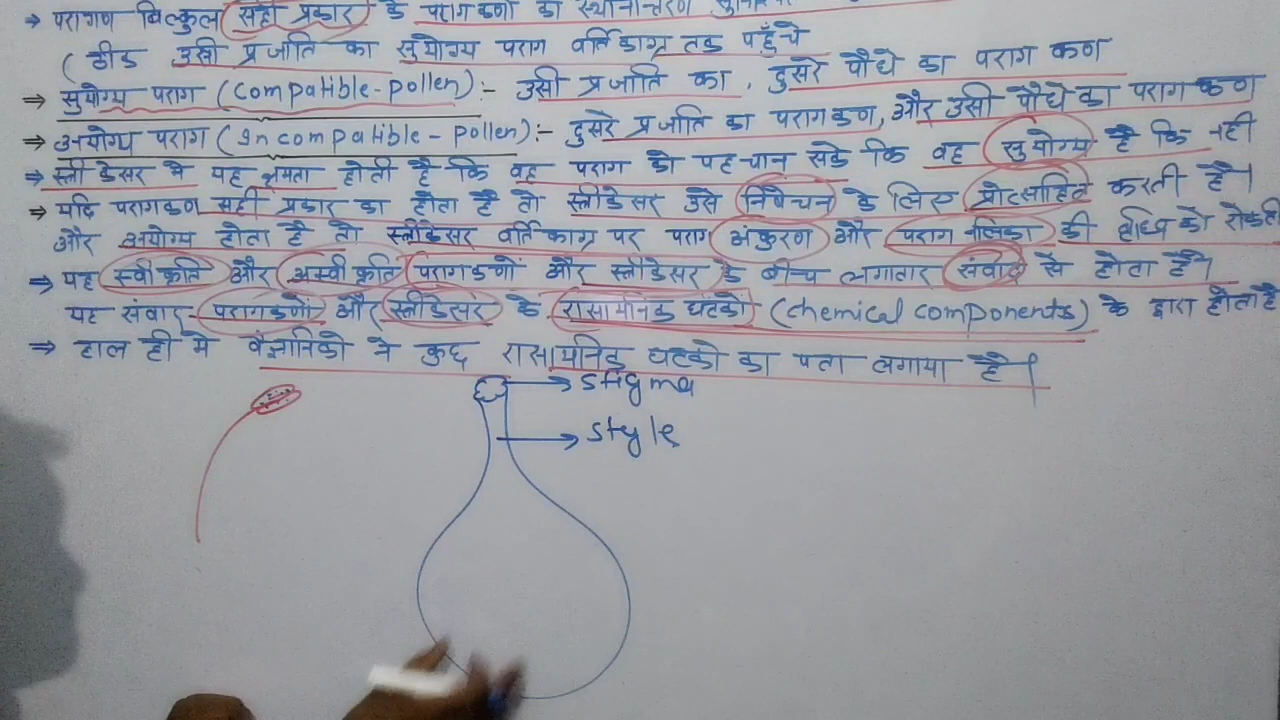 → परागण बिल्कुल सही प्रकार के परागकणों का स्थानान्तरण
( ठीक उसी प्रजाति का सुयोग्य पराग वर्तिकाग्र तक पहुँचे
⇒ सुयोग्य पराग (Compatible-pollen):- उसी प्रजाति का, दुसरे पौधे का पराग कण
⇒ अयोग्य पराग (Incompatible-pollen):- दुसरे प्रजाति का परागकण, और उसी पौधे का पराग कण
⇒ स्त्रीकेसर मे यह क्षमता होती है कि वह पराग को पहचान सके कि वह सुयोग्य है कि नही
⇒ यदि परागकण सही प्रकार का होता है तो स्त्रीकेसर उसे निषेचन के लिए प्रोत्साहित करती है।
और अयोग्य होता है तो स्त्रीकेसर वर्तिकाग्र पर पराग अंकुरण और पराग नलिका की वृध्दि को रोकती
⇒ यह स्वीकृति और अस्वीकृति परागकणों और स्त्रीकेसर के बीच लगातार संवाद से होता है।
यह संवाद परागकणों और स्त्रीकेसर के रासायनिक घटको (chemical components) के द्वारा होता है
⇒ हाल ही मे वैज्ञानिको ने कुछ रासायनिक घटको का पता लगाया है।
stigma
style